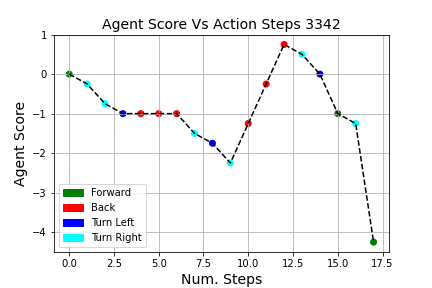 Agent Score Vs Action Steps 3342
Agent Score
1
0
−1
−2
−3
−4
Forward
Back
Turn Left
Turn Right
0.0 2.5 5.0 7.5 10.0 12.5 15.0 17.5
Num. Steps